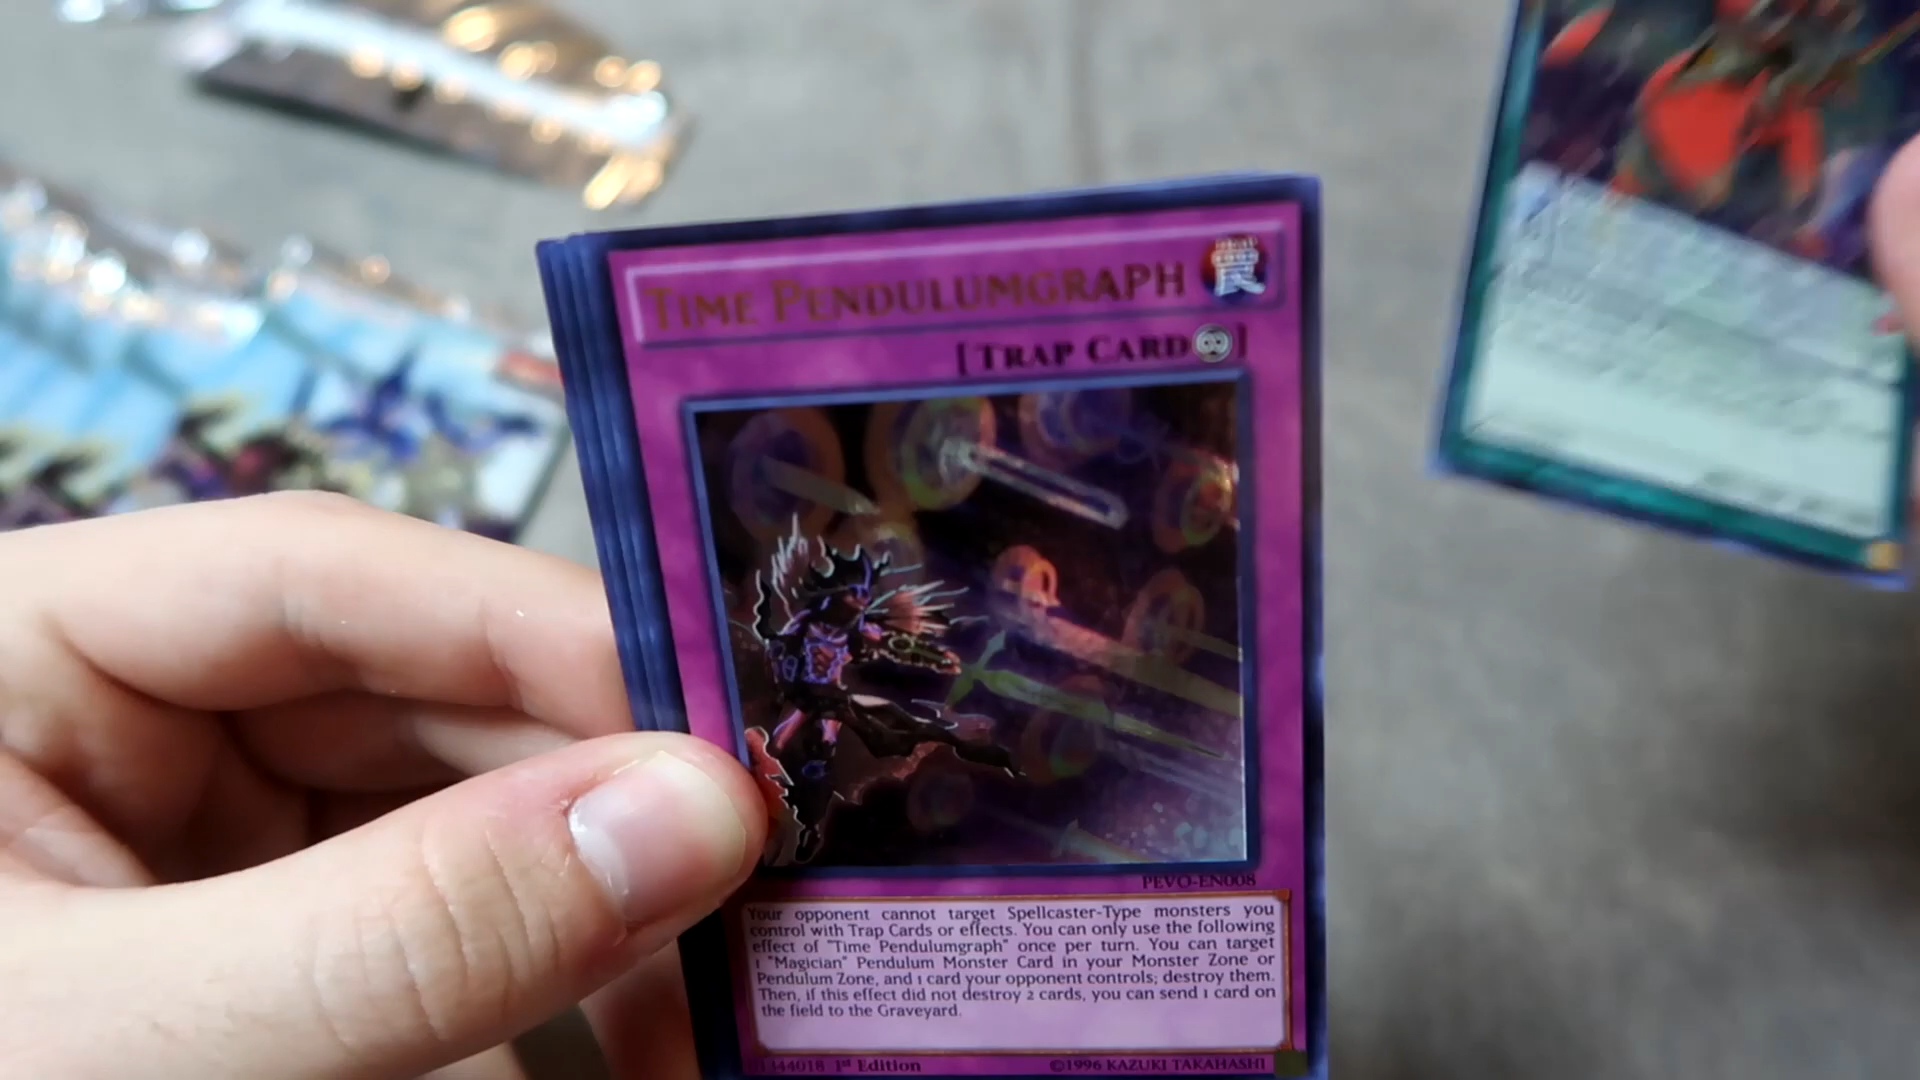 TIME PENDULUMGRAPH
罠
[TRAP CARD ]
PEVO-EN008
Your opponent cannot target Spellcaster-Type monsters you
control with Trap Cards or effects. You can only use the following
effect of "Time Pendulumgraph" once per turn. You can target
1 "Magician" Pendulum Monster Card in your Monster Zone or
Pendulum Zone, and 1 card your opponent controls; destroy them.
Then, if this effect did not destroy 2 cards, you can send 1 card on
the field to the Graveyard.
1st Edition
©1996 KAZUKI TAKAHASHI